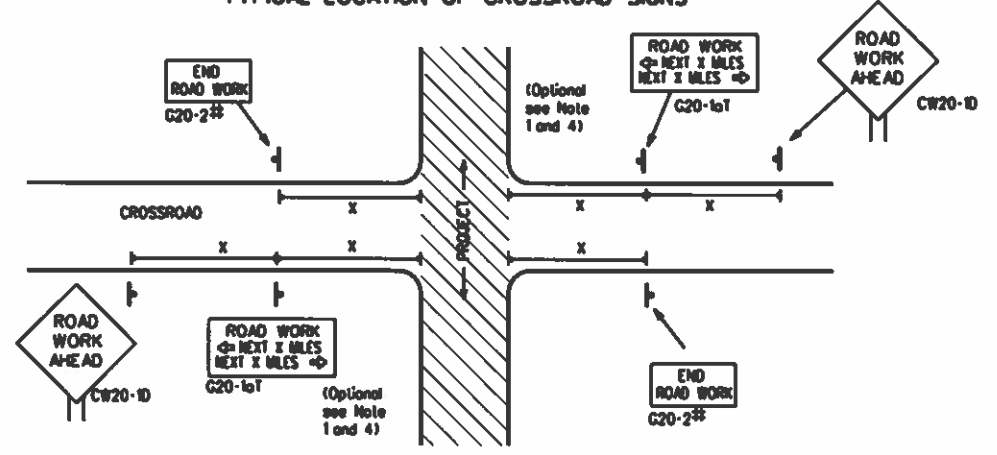 TYPICAL LOCATION OF CROSSROAD SIGNS
END
ROAD WORK
G20-2#
(Optional
see Note
1 and 4)
ROAD WORK
⇦ NEXT X MILES
NEXT X MILES ⇨
G20-1aT
ROAD
WORK
AHEAD
CW20-1D
CROSSROAD
X
X
X
PROJECT
X
X
X
ROAD
WORK
AHEAD
CW20-1D
ROAD WORK
⇦ NEXT X MILES
NEXT X MILES ⇨
G20-1aT
(Optional
see Note
1 and 4)
END
ROAD WORK
G20-2#